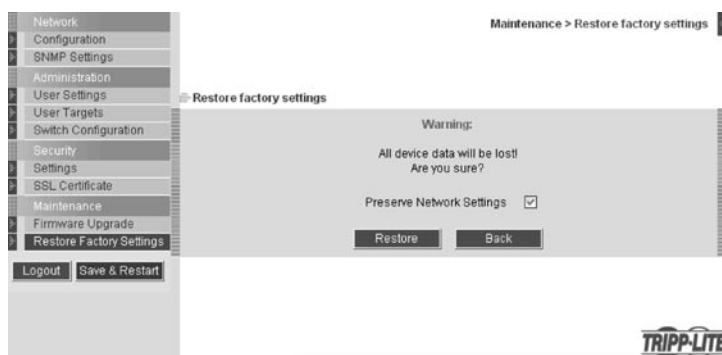 Network
Configuration
SNMP Settings
Administration
User Settings
User Targets
Switch Configuration
Security
Settings
SSL Certificate
Maintenance
Firmware Upgrade
Restore Factory Settings
Logout
Save & Restart
Maintenance > Restore factory settings
Restore factory settings
Warning:
All device data will be lost!
Are you sure?
Preserve Network Settings
Restore
Back
TRIPP·LITE